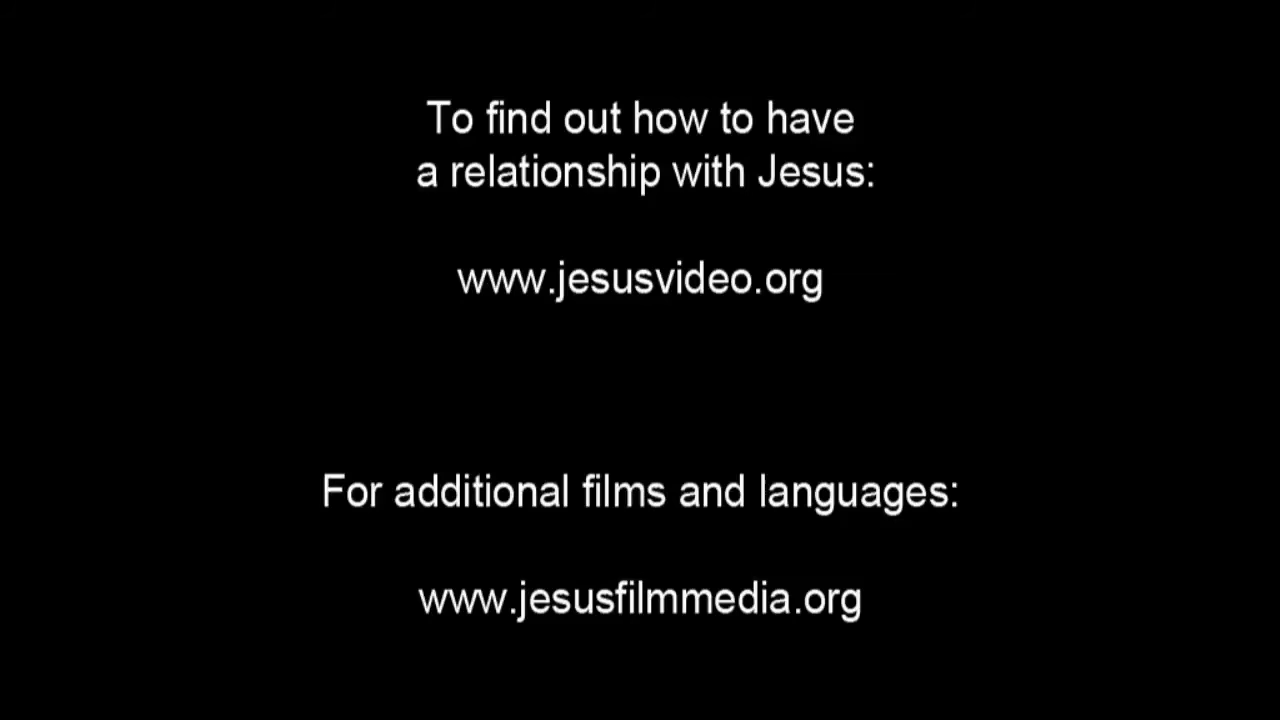 To find out how to have
a relationship with Jesus:
www.jesusvideo.org
For additional films and languages:
www.jesusfilmmedia.org